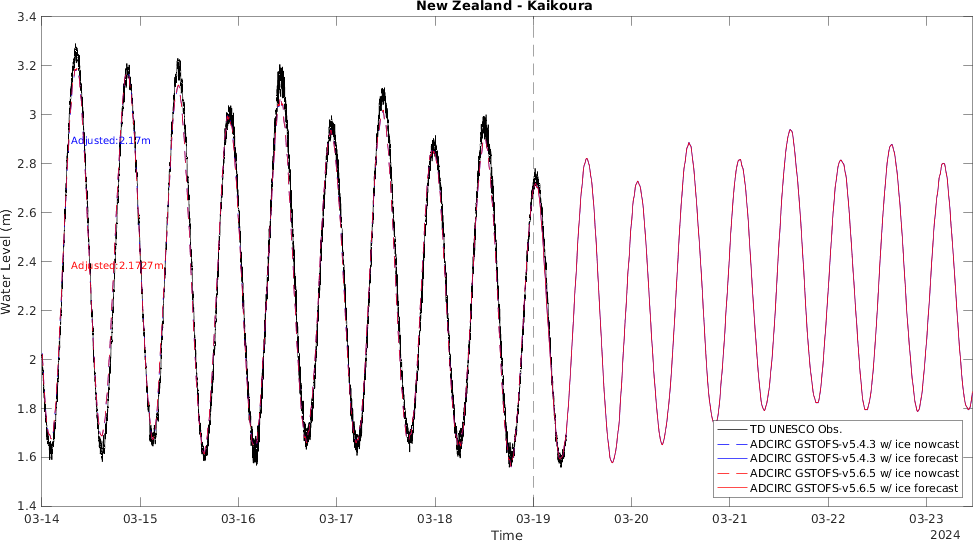 New Zealand - Kaikoura
3.4
3.2
3
2.8
2.6
2.4
2.2
2
1.8
1.6
1.4
Water Level (m)
Adjusted:2.17m
Adjusted:2.1727m
TD UNESCO Obs.
ADCIRC GSTOFS-v5.4.3 w/ ice nowcast
ADCIRC GSTOFS-v5.4.3 w/ ice forecast
ADCIRC GSTOFS-v5.6.5 w/ ice nowcast
ADCIRC GSTOFS-v5.6.5 w/ ice forecast
03-14 03-15 03-16 03-17 03-18 03-19 03-20 03-21 03-22 03-23
Time
2024